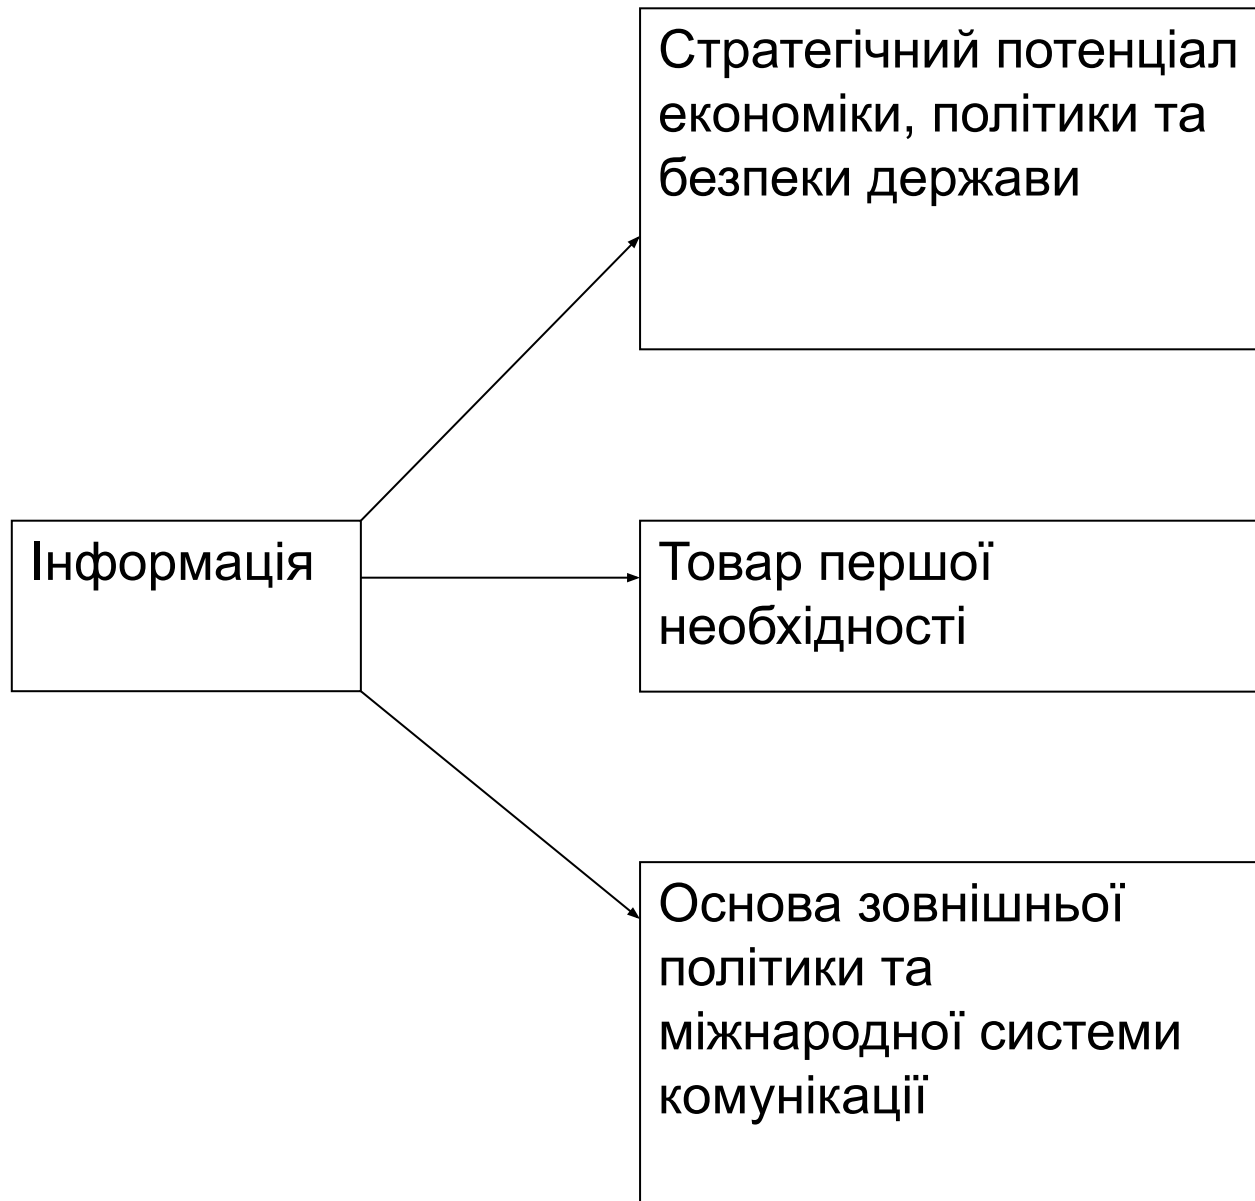 Стратегічний потенціал
економіки, політики та
безпеки держави
Інформація
Товар першої
необхідності
Основа зовнішньої
політики та
міжнародної системи
комунікації